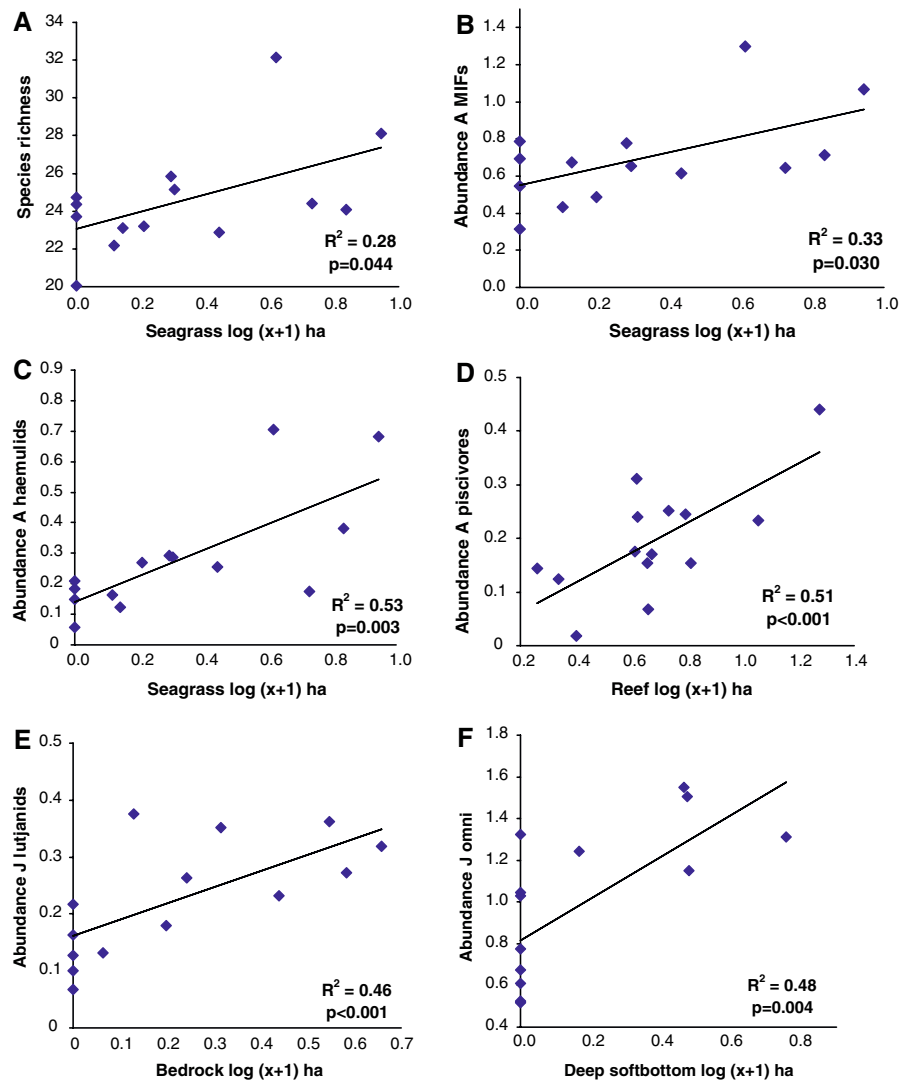 A
34
32
28
26
24
22
20
Species richness
0.0 0.2 0.4 0.6 0.8 1.0
Seagrass log (x+1) ha
R² = 0.28
p=0.044
B
1.4
1.2
1.0
0.8
0.6
0.4
0.2
0.0
Abundance A MIFs
0.0 0.2 0.4 0.6 0.8 1.0
Seagrass log (x+1) ha
R² = 0.33
p=0.030
C
0.9
0.8
0.7
0.6
0.5
0.4
0.3
0.2
0.1
0
Abundance A haemulids
0.0 0.2 0.4 0.6 0.8 1.0
Seagrass log (x+1) ha
R² = 0.53
p=0.003
D
0.5
0.4
0.3
0.2
0.1
0
Abundance A piscivores
0.2 0.4 0.6 0.8 1.0 1.2 1.4
Reef log (x+1) ha
R² = 0.51
p<0.001
E
0.5
0.4
0.3
0.2
0.1
0
Abundance J lutjanids
0 0.1 0.2 0.3 0.4 0.5 0.6 0.7
Bedrock log (x+1) ha
R² = 0.46
p<0.001
F
1.8
1.6
1.4
1.2
1.0
0.8
0.6
0.4
Abundance J omni
0 0.2 0.4 0.6 0.8
Deep softbottom log (x+1) ha
R² = 0.48
p=0.004